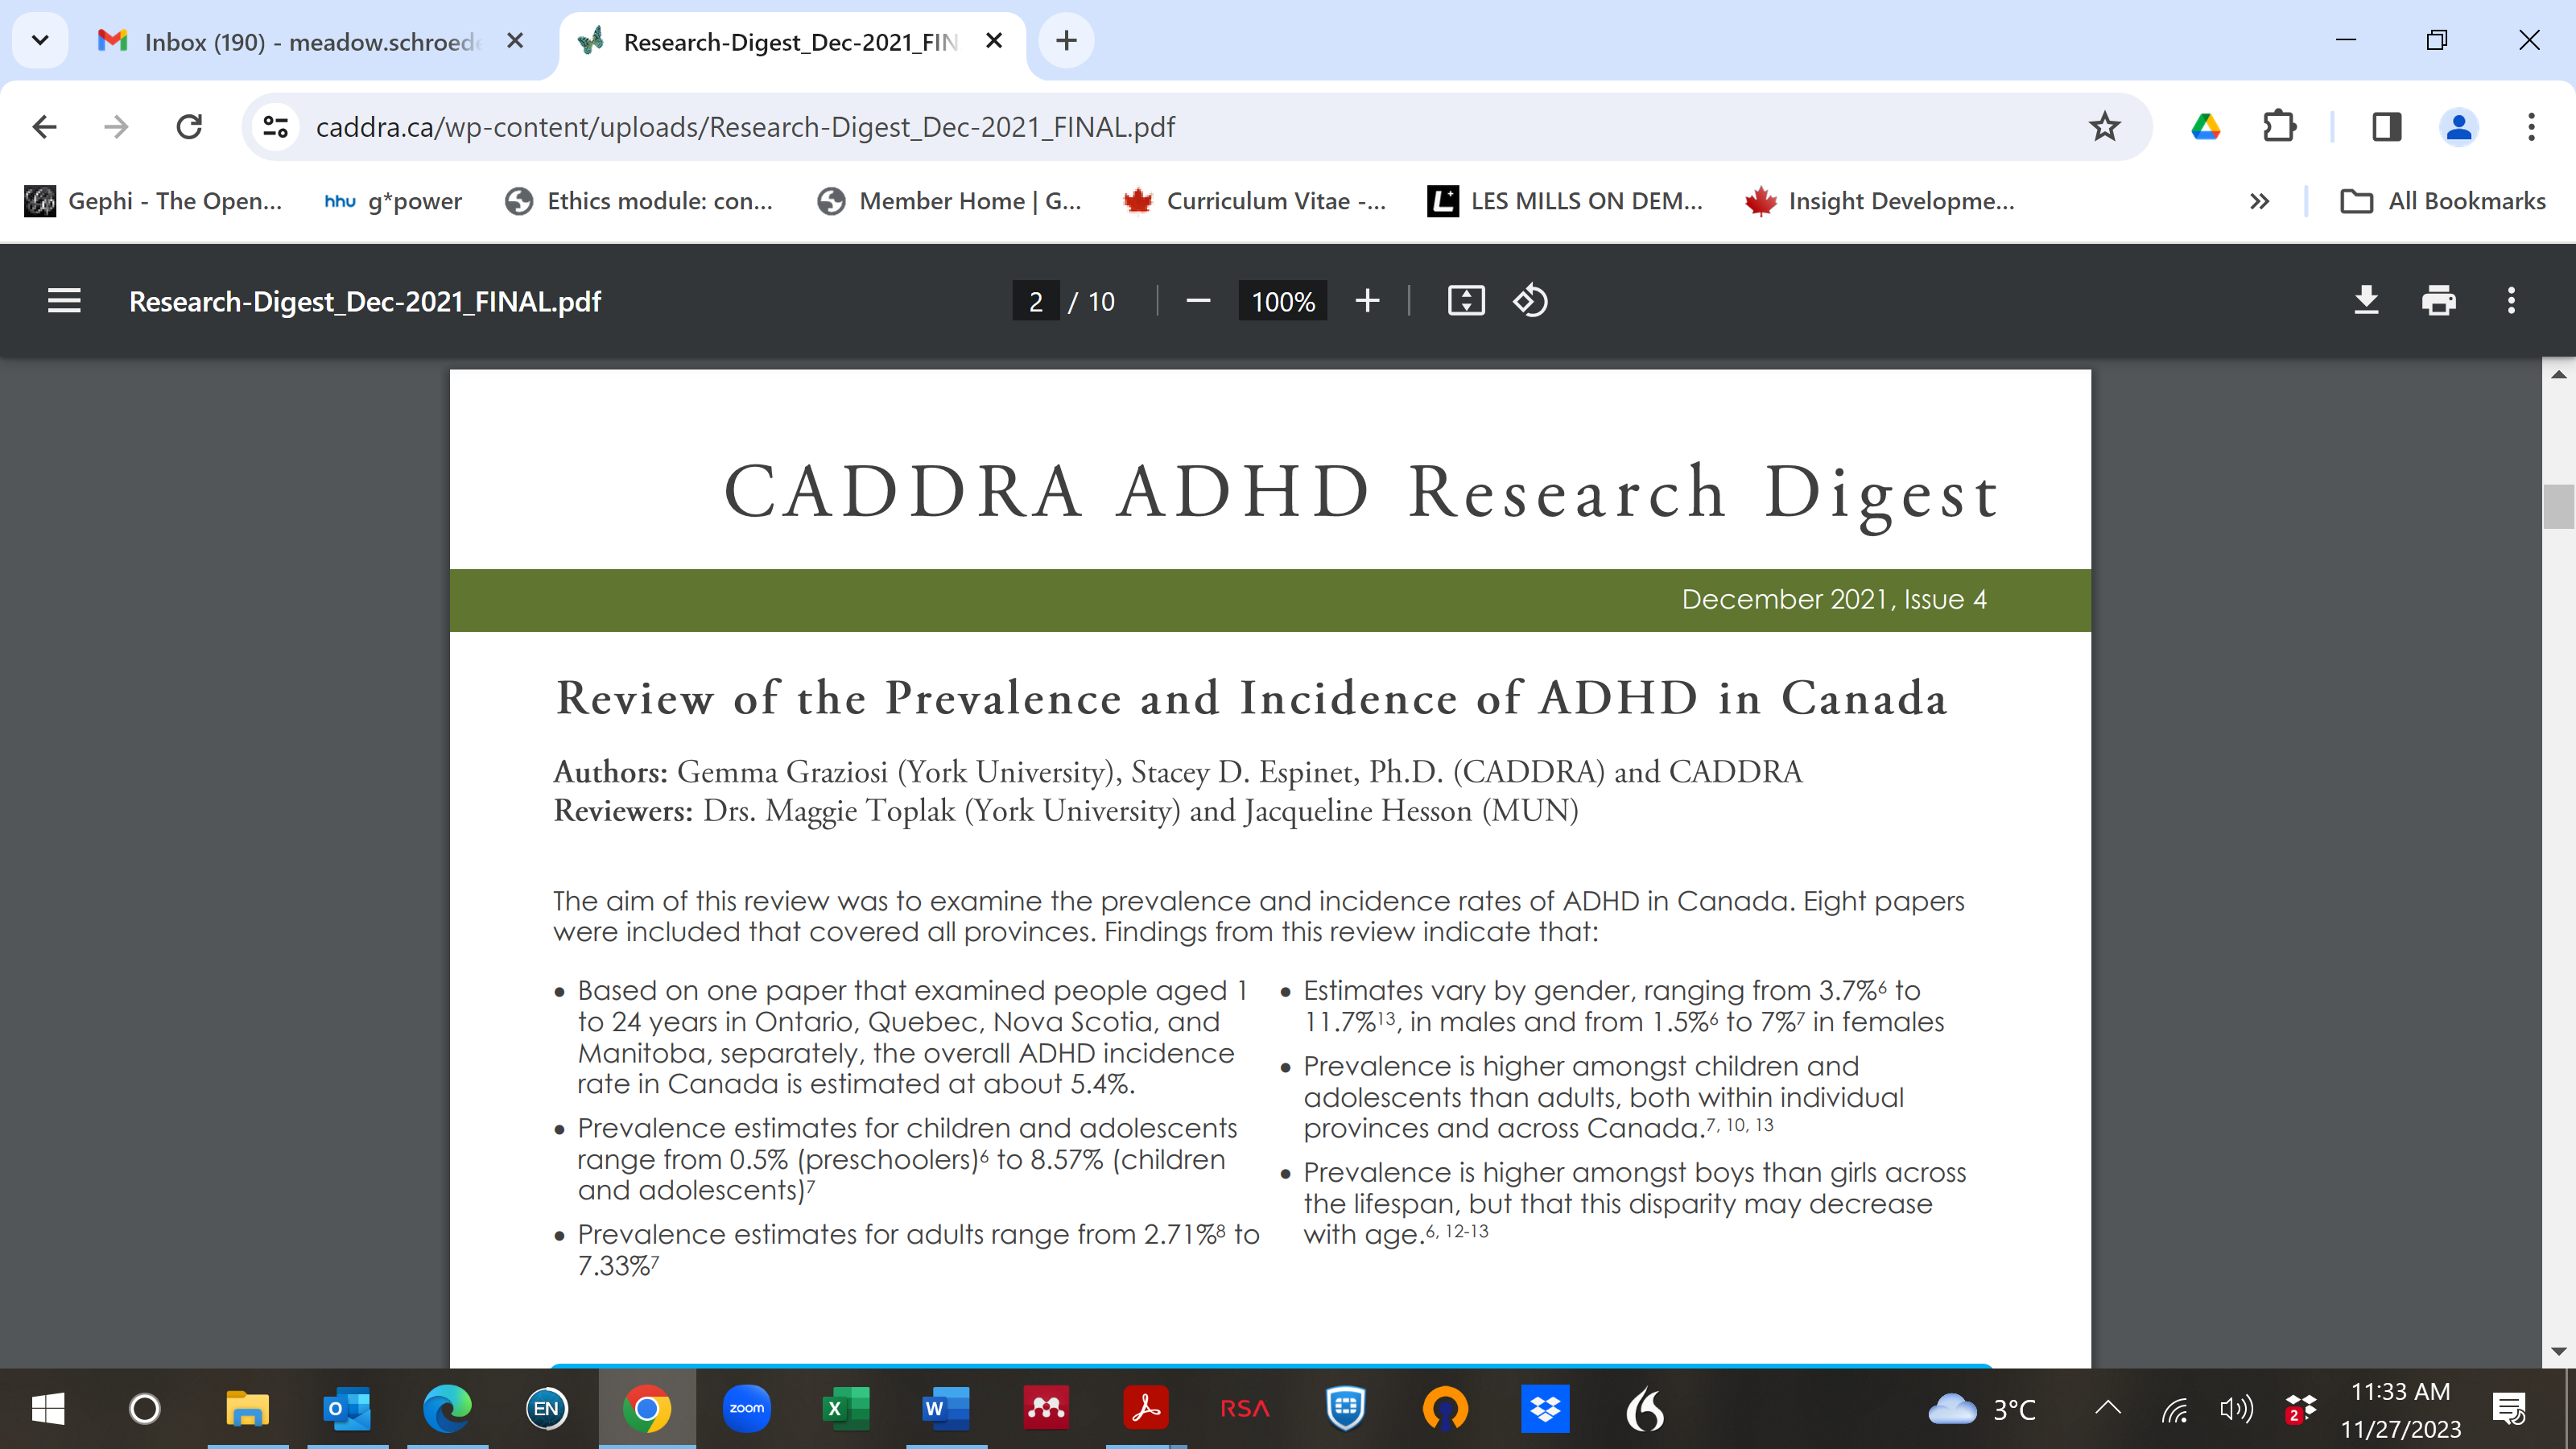 Inbox (190) - meadow.schroede
Research-Digest_Dec-2021_FIN
caddra.ca/wp-content/uploads/Research-Digest_Dec-2021_FINAL.pdf
Gephi - The Open...
hhu g*power
Ethics module: con...
Member Home | G...
Curriculum Vitae -...
LES MILLS ON DEM...
Insight Developme...
All Bookmarks
Research-Digest_Dec-2021_FINAL.pdf
2 / 10
100%
CADDRA ADHD Research Digest
December 2021, Issue 4
Review of the Prevalence and Incidence of ADHD in Canada
Authors: Gemma Graziosi (York University), Stacey D. Espinet, Ph.D. (CADDRA) and CADDRA
Reviewers: Drs. Maggie Toplak (York University) and Jacqueline Hesson (MUN)
The aim of this review was to examine the prevalence and incidence rates of ADHD in Canada. Eight papers
were included that covered all provinces. Findings from this review indicate that:
• Based on one paper that examined people aged 1
to 24 years in Ontario, Quebec, Nova Scotia, and
Manitoba, separately, the overall ADHD incidence
rate in Canada is estimated at about 5.4%.
• Prevalence estimates for children and adolescents
range from 0.5% (preschoolers)6 to 8.57% (children
and adolescents)7
• Prevalence estimates for adults range from 2.71%8 to
7.33%7
• Estimates vary by gender, ranging from 3.7%6 to
11.7%13, in males and from 1.5%6 to 7%7 in females
• Prevalence is higher amongst children and
adolescents than adults, both within individual
provinces and across Canada.7, 10, 13
• Prevalence is higher amongst boys than girls across
the lifespan, but that this disparity may decrease
with age.6, 12-13
O
EN
zoom
X
W
RSA
3°C
2
11:33 AM
11/27/2023